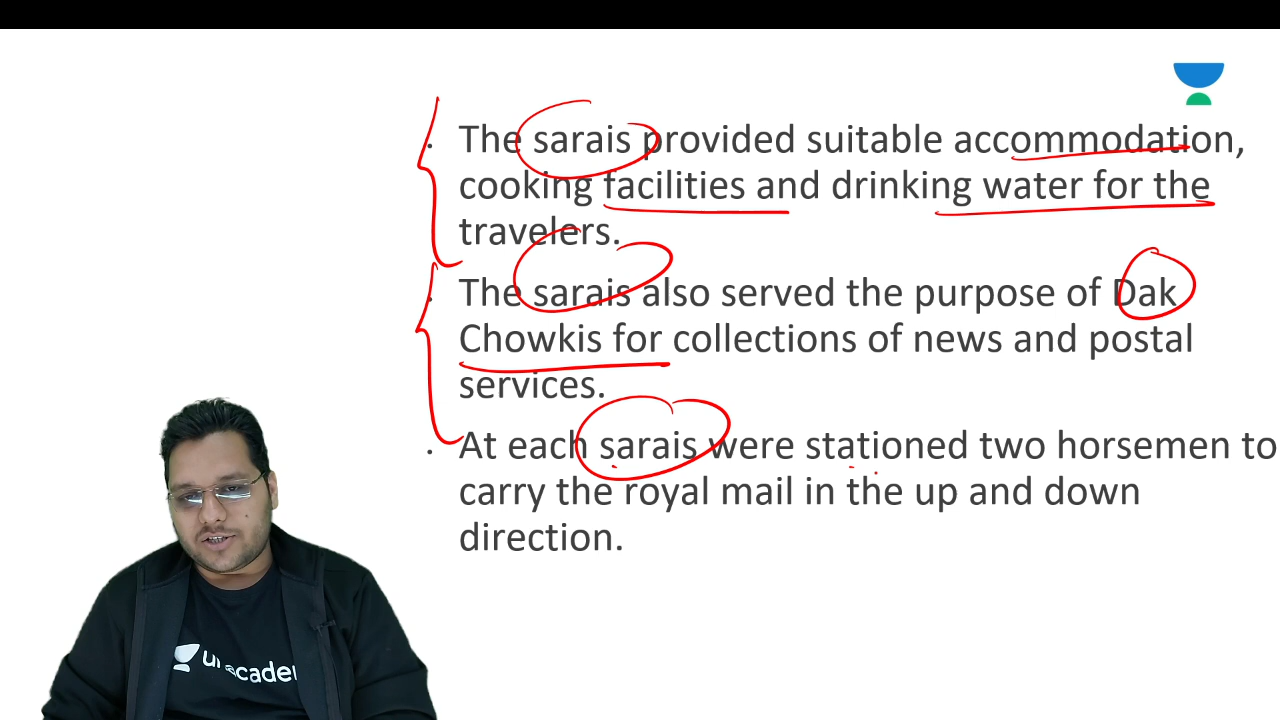 The sarais provided suitable accommodation,
cooking facilities and drinking water for the
travelers.
The sarais also served the purpose of Dak
Chowkis for collections of news and postal
services.
At each sarais were stationed two horsemen to
carry the royal mail in the up and down
direction.